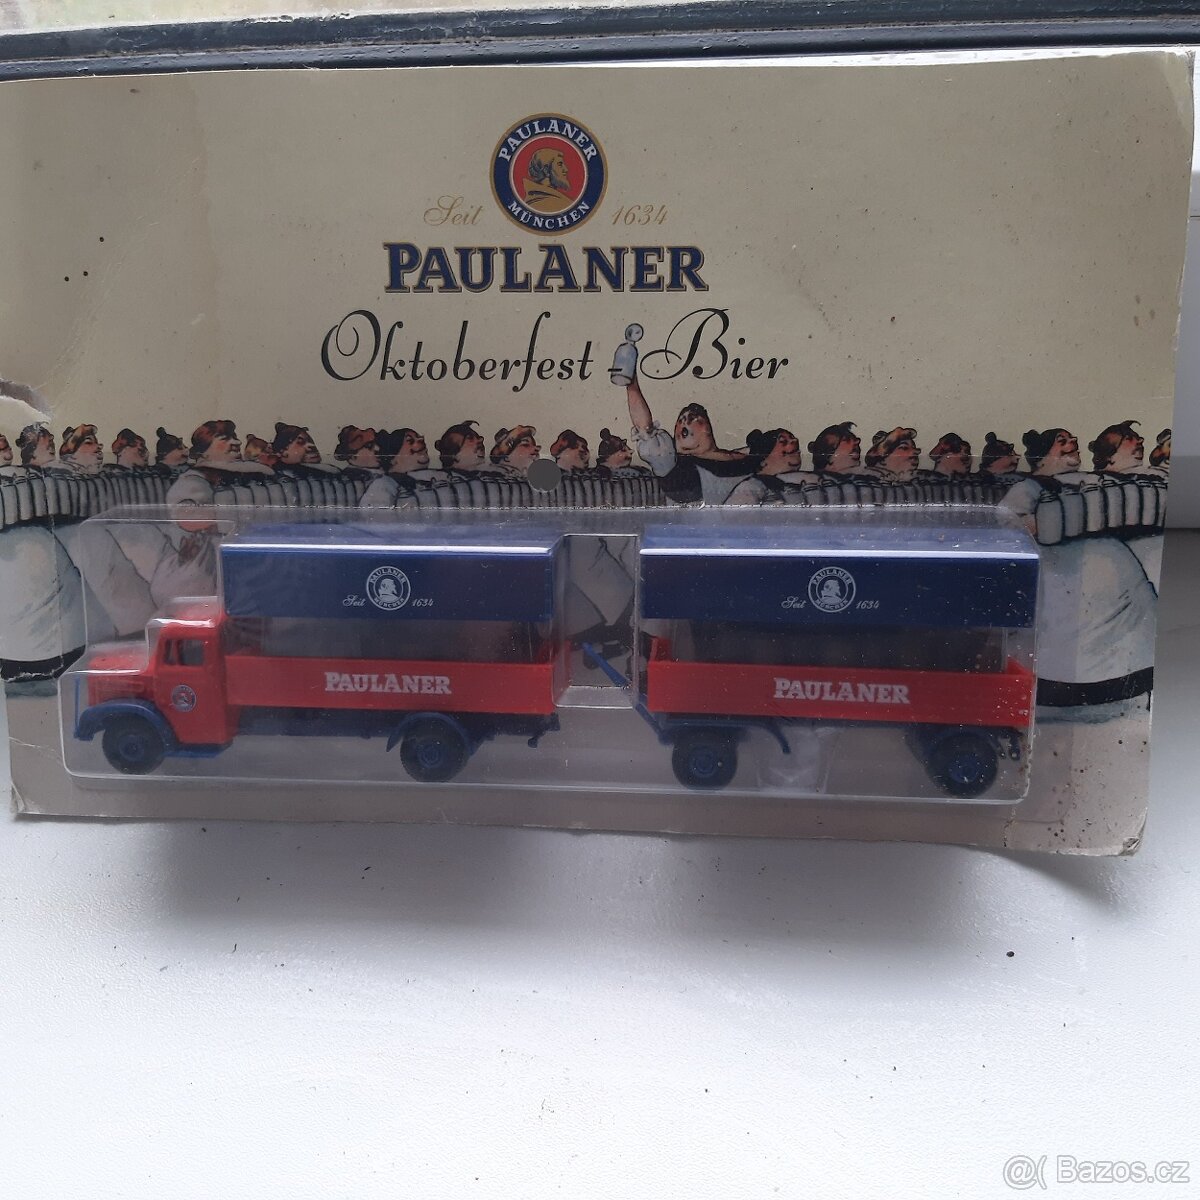 PAULANER
MÜNCHEN
Seit 1634
PAULANER
Oktoberfest - Bier
PAULANER
MÜNCHEN
Seit 1634
PAULANER
MÜNCHEN
Seit 1634
PAULANER
PAULANER
@( Bazos.cz